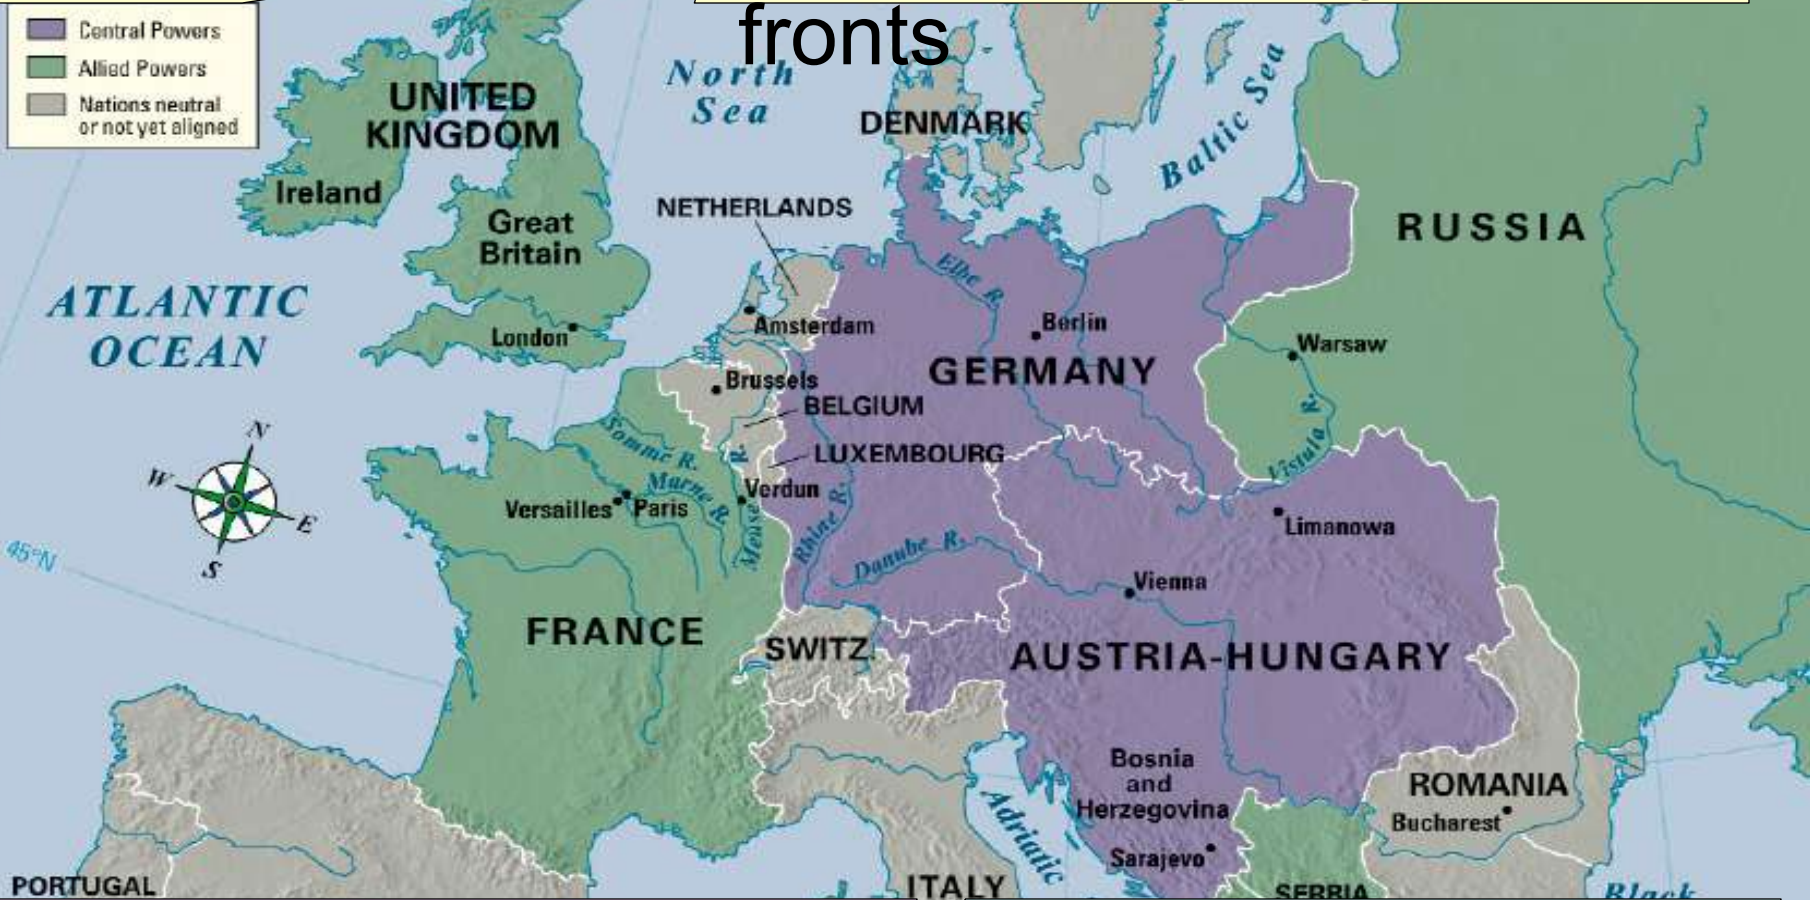 fronts
Central Powers
Allied Powers
Nations neutral
or not yet aligned
North
Sea
UNITED
KINGDOM
DENMARK
Baltic Sea
Ireland
NETHERLANDS
RUSSIA
Great
Britain
Elbe R.
ATLANTIC
OCEAN
London
Amsterdam
Berlin
Warsaw
GERMANY
Brussels
BELGIUM
Vistula R.
Somme R.
LUXEMBOURG
N
W
E
S
Marne R.
Verdun
Versailles
Paris
Meuse R.
Rhine R.
Limanowa
Danube R.
45°N
Vienna
FRANCE
SWITZ.
AUSTRIA-HUNGARY
Bosnia
and
Herzegovina
ROMANIA
Bucharest
Adriatic
Sarajevo
PORTUGAL
ITALY
SERBIA
Black